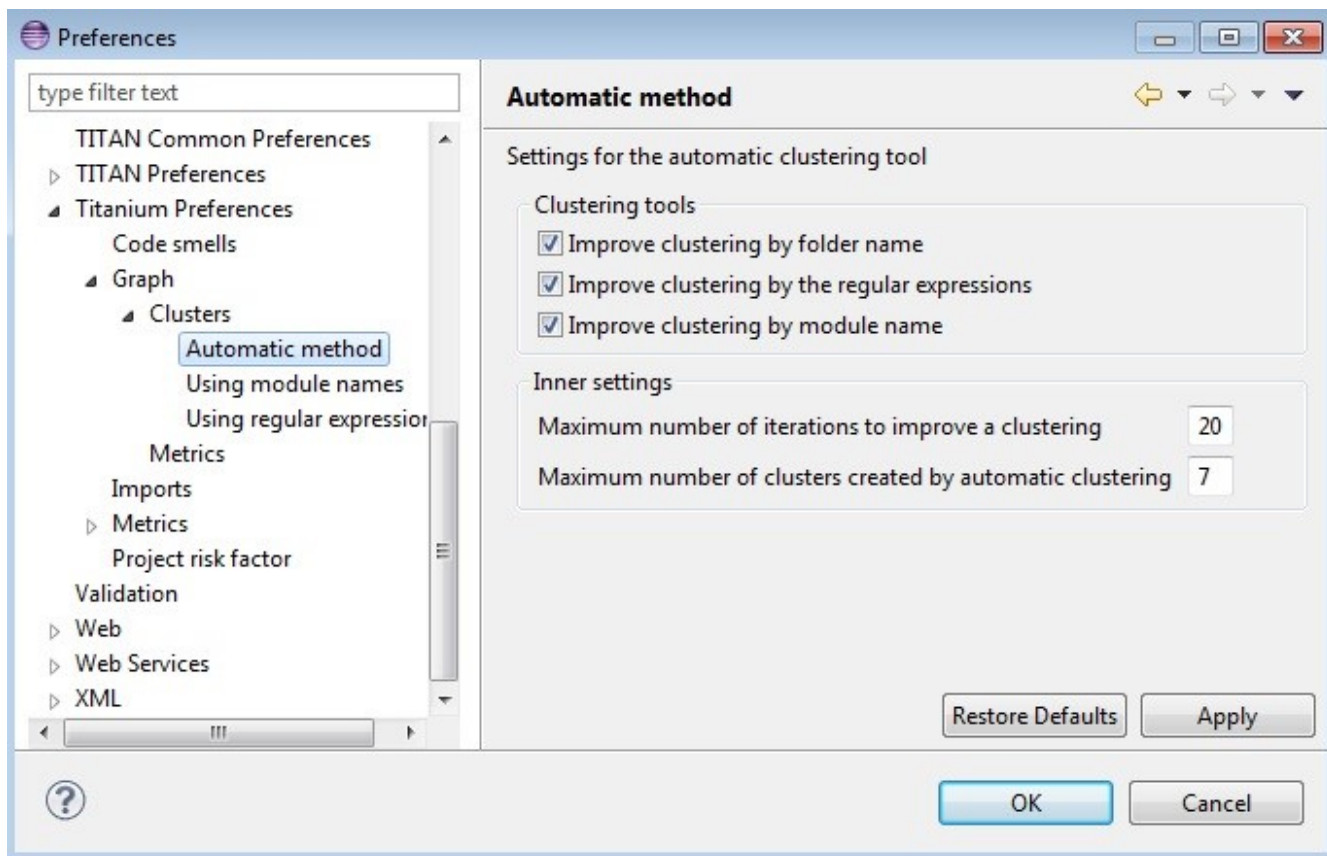 Preferences
type filter text
TITAN Common Preferences
TITAN Preferences
Titanium Preferences
Code smells
Graph
Clusters
Automatic method
Using module names
Using regular expression
Metrics
Imports
Metrics
Project risk factor
Validation
Web
Web Services
XML
Automatic method
Settings for the automatic clustering tool
Clustering tools
Improve clustering by folder name
Improve clustering by the regular expressions
Improve clustering by module name
Inner settings
Maximum number of iterations to improve a clustering 20
Maximum number of clusters created by automatic clustering 7
Restore Defaults Apply
OK Cancel